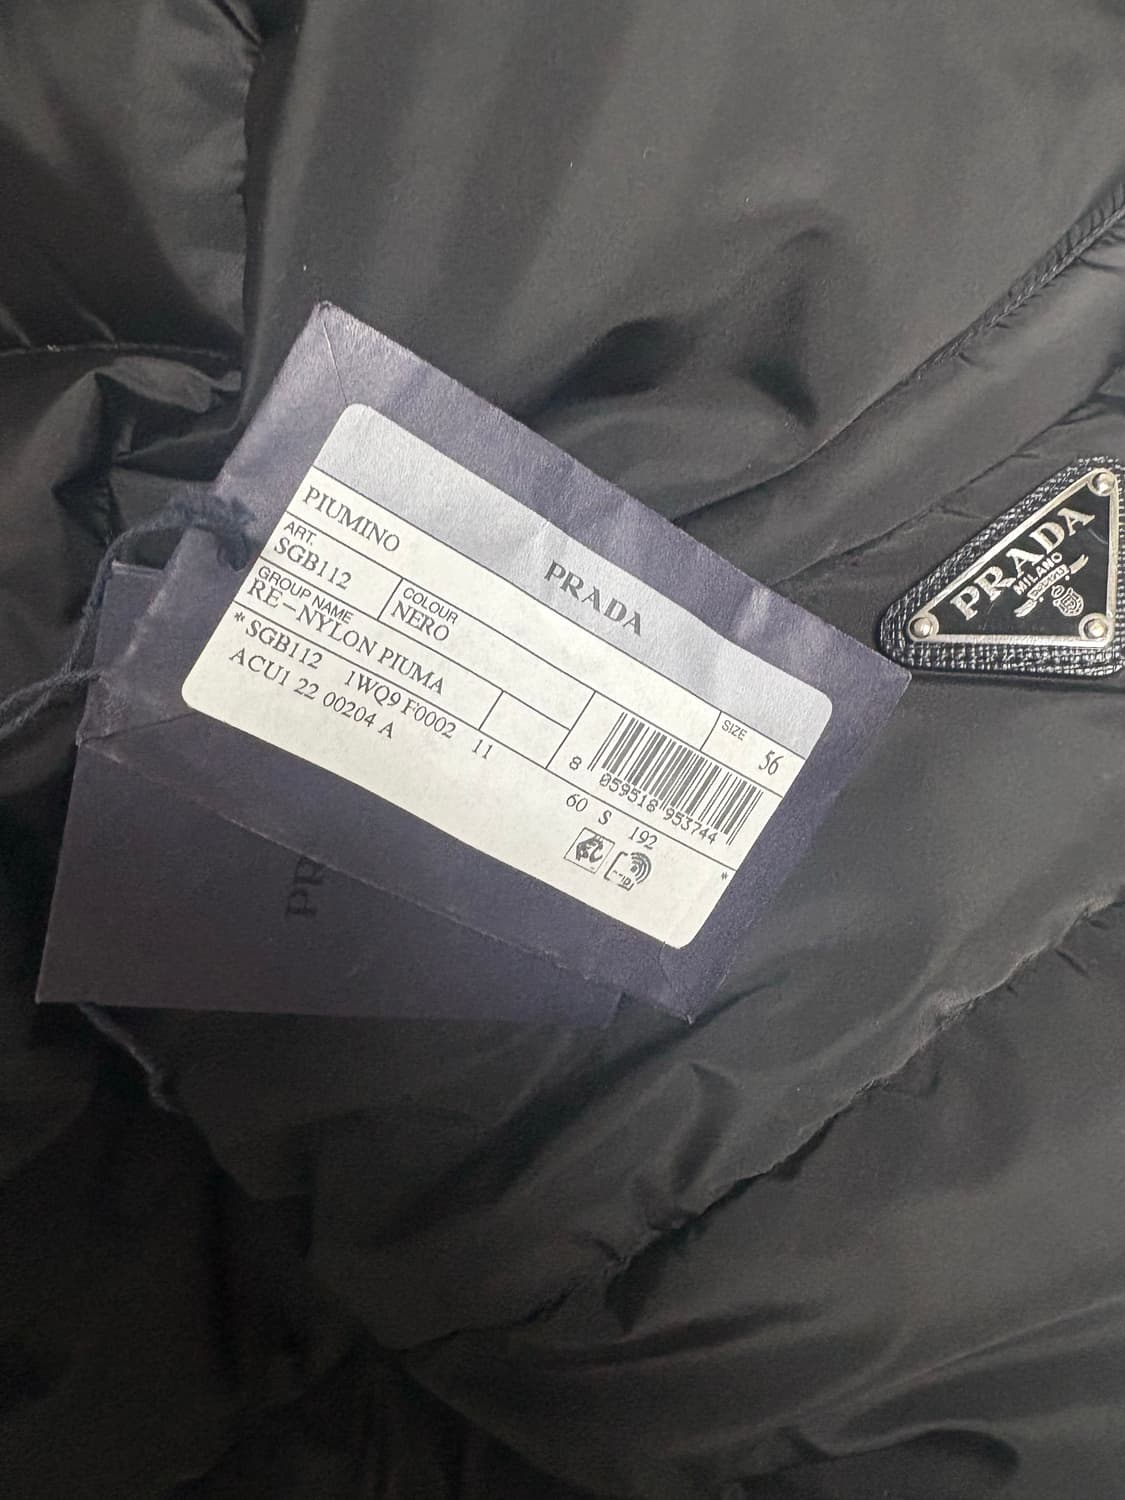 PRADA
PIUMINO
ART.
SGB112
COLOUR
NERO
SIZE 56
GROUP NAME
RE-NYLON PIUMA
*SGB112 1WQ9 F0002 11
ACU1 22 00204 A
8 059518 953744
60 S 192
*
PRADA
MILANO
PR